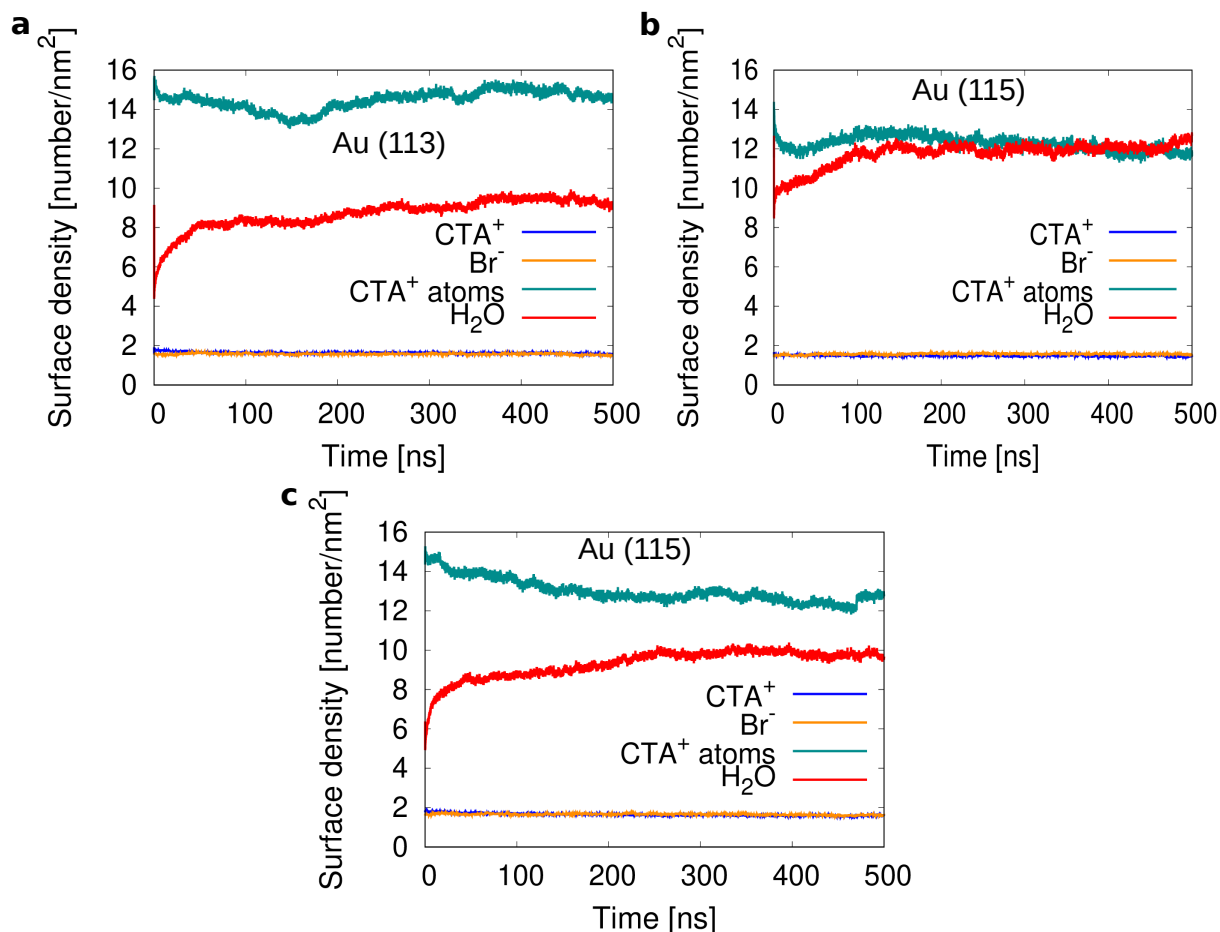 a
Surface density [number/nm²]
16
14
12
10
8
6
4
2
0
Au (113)
CTA⁺
Br⁻
CTA⁺ atoms
H₂O
0 100 200 300 400 500
Time [ns]
b
Surface density [number/nm²]
16
14
12
10
8
6
4
2
0
Au (115)
CTA⁺
Br⁻
CTA⁺ atoms
H₂O
0 100 200 300 400 500
Time [ns]
c
Surface density [number/nm²]
16
14
12
10
8
6
4
2
0
Au (115)
CTA⁺
Br⁻
CTA⁺ atoms
H₂O
0 100 200 300 400 500
Time [ns]